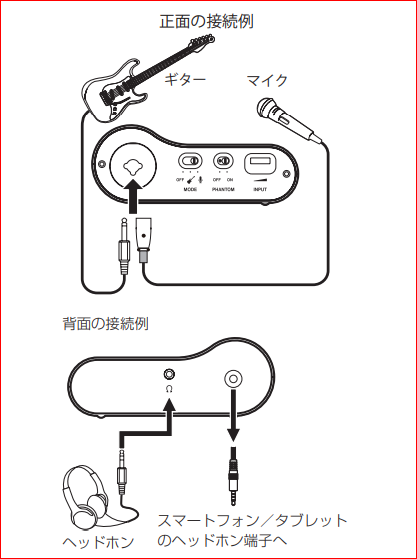 正面の接続例
ギター
マイク
OFF
MODE
OFF ON
PHANTOM
INPUT
背面の接続例
ヘッドホン
スマートフォン／タブレット
のヘッドホン端子へ